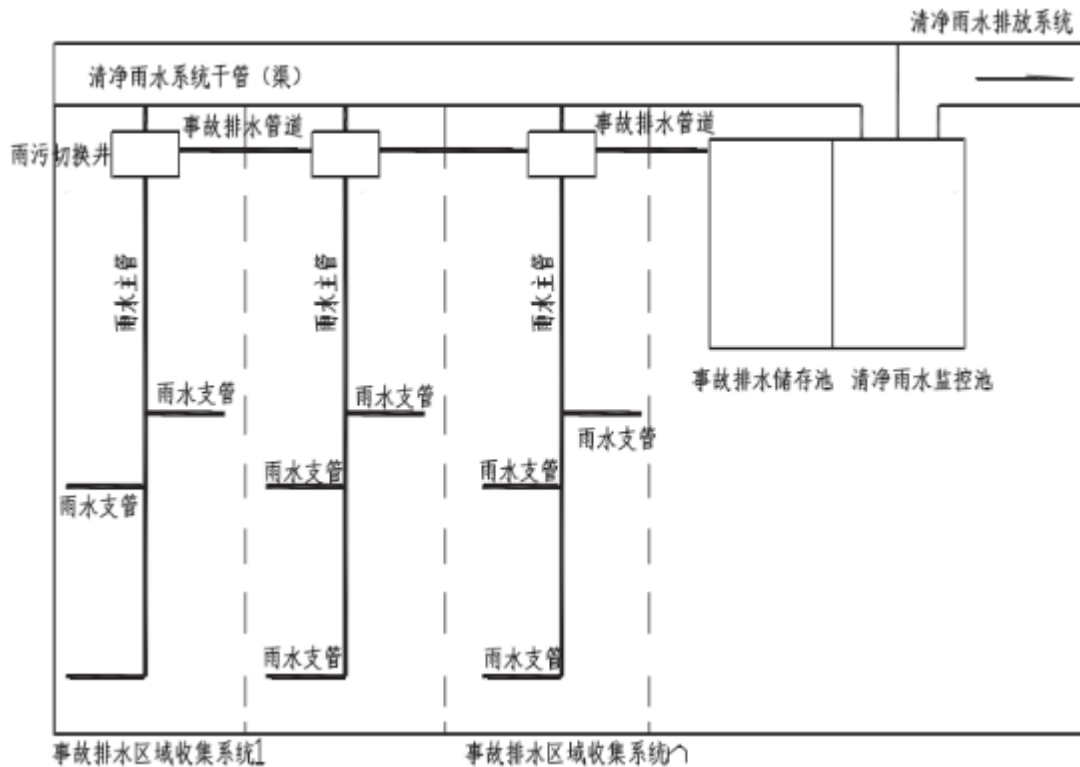 清净雨水排放系统
清净雨水系统干管（渠）
事故排水管道
事故排水管道
雨污切换井
雨水主管
雨水主管
雨水主管
事故排水储存池
清净雨水监控池
雨水支管
雨水支管
雨水支管
雨水支管
雨水支管
雨水支管
雨水支管
雨水支管
事故排水区域收集系统1
事故排水区域收集系统n